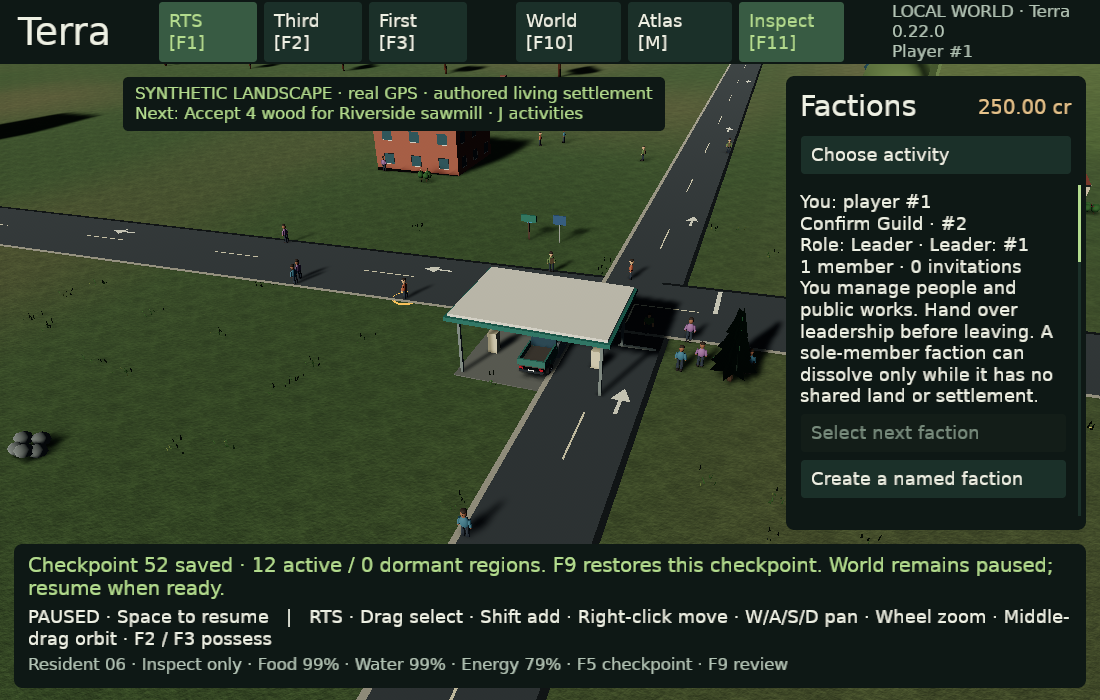 Terra
RTS
[F1]
Third
[F2]
First
[F3]
World
[F10]
Atlas
[M]
Inspect
[F11]
LOCAL WORLD · Terra
0.22.0
Player #1
SYNTHETIC LANDSCAPE · real GPS · authored living settlement
Next: Accept 4 wood for Riverside sawmill · J activities
Factions
250.00 cr
Choose activity
You: player #1
Confirm Guild · #2
Role: Leader · Leader: #1
1 member · 0 invitations
You manage people and
public works. Hand over
leadership before leaving. A
sole-member faction can
dissolve only while it has no
shared land or settlement.
Select next faction
Create a named faction
Checkpoint 52 saved · 12 active / 0 dormant regions. F9 restores this checkpoint. World remains paused;
resume when ready.
PAUSED · Space to resume | RTS · Drag select · Shift add · Right-click move · W/A/S/D pan · Wheel zoom · Middle-
drag orbit · F2 / F3 possess
Resident 06 · Inspect only · Food 99% · Water 99% · Energy 79% · F5 checkpoint · F9 review